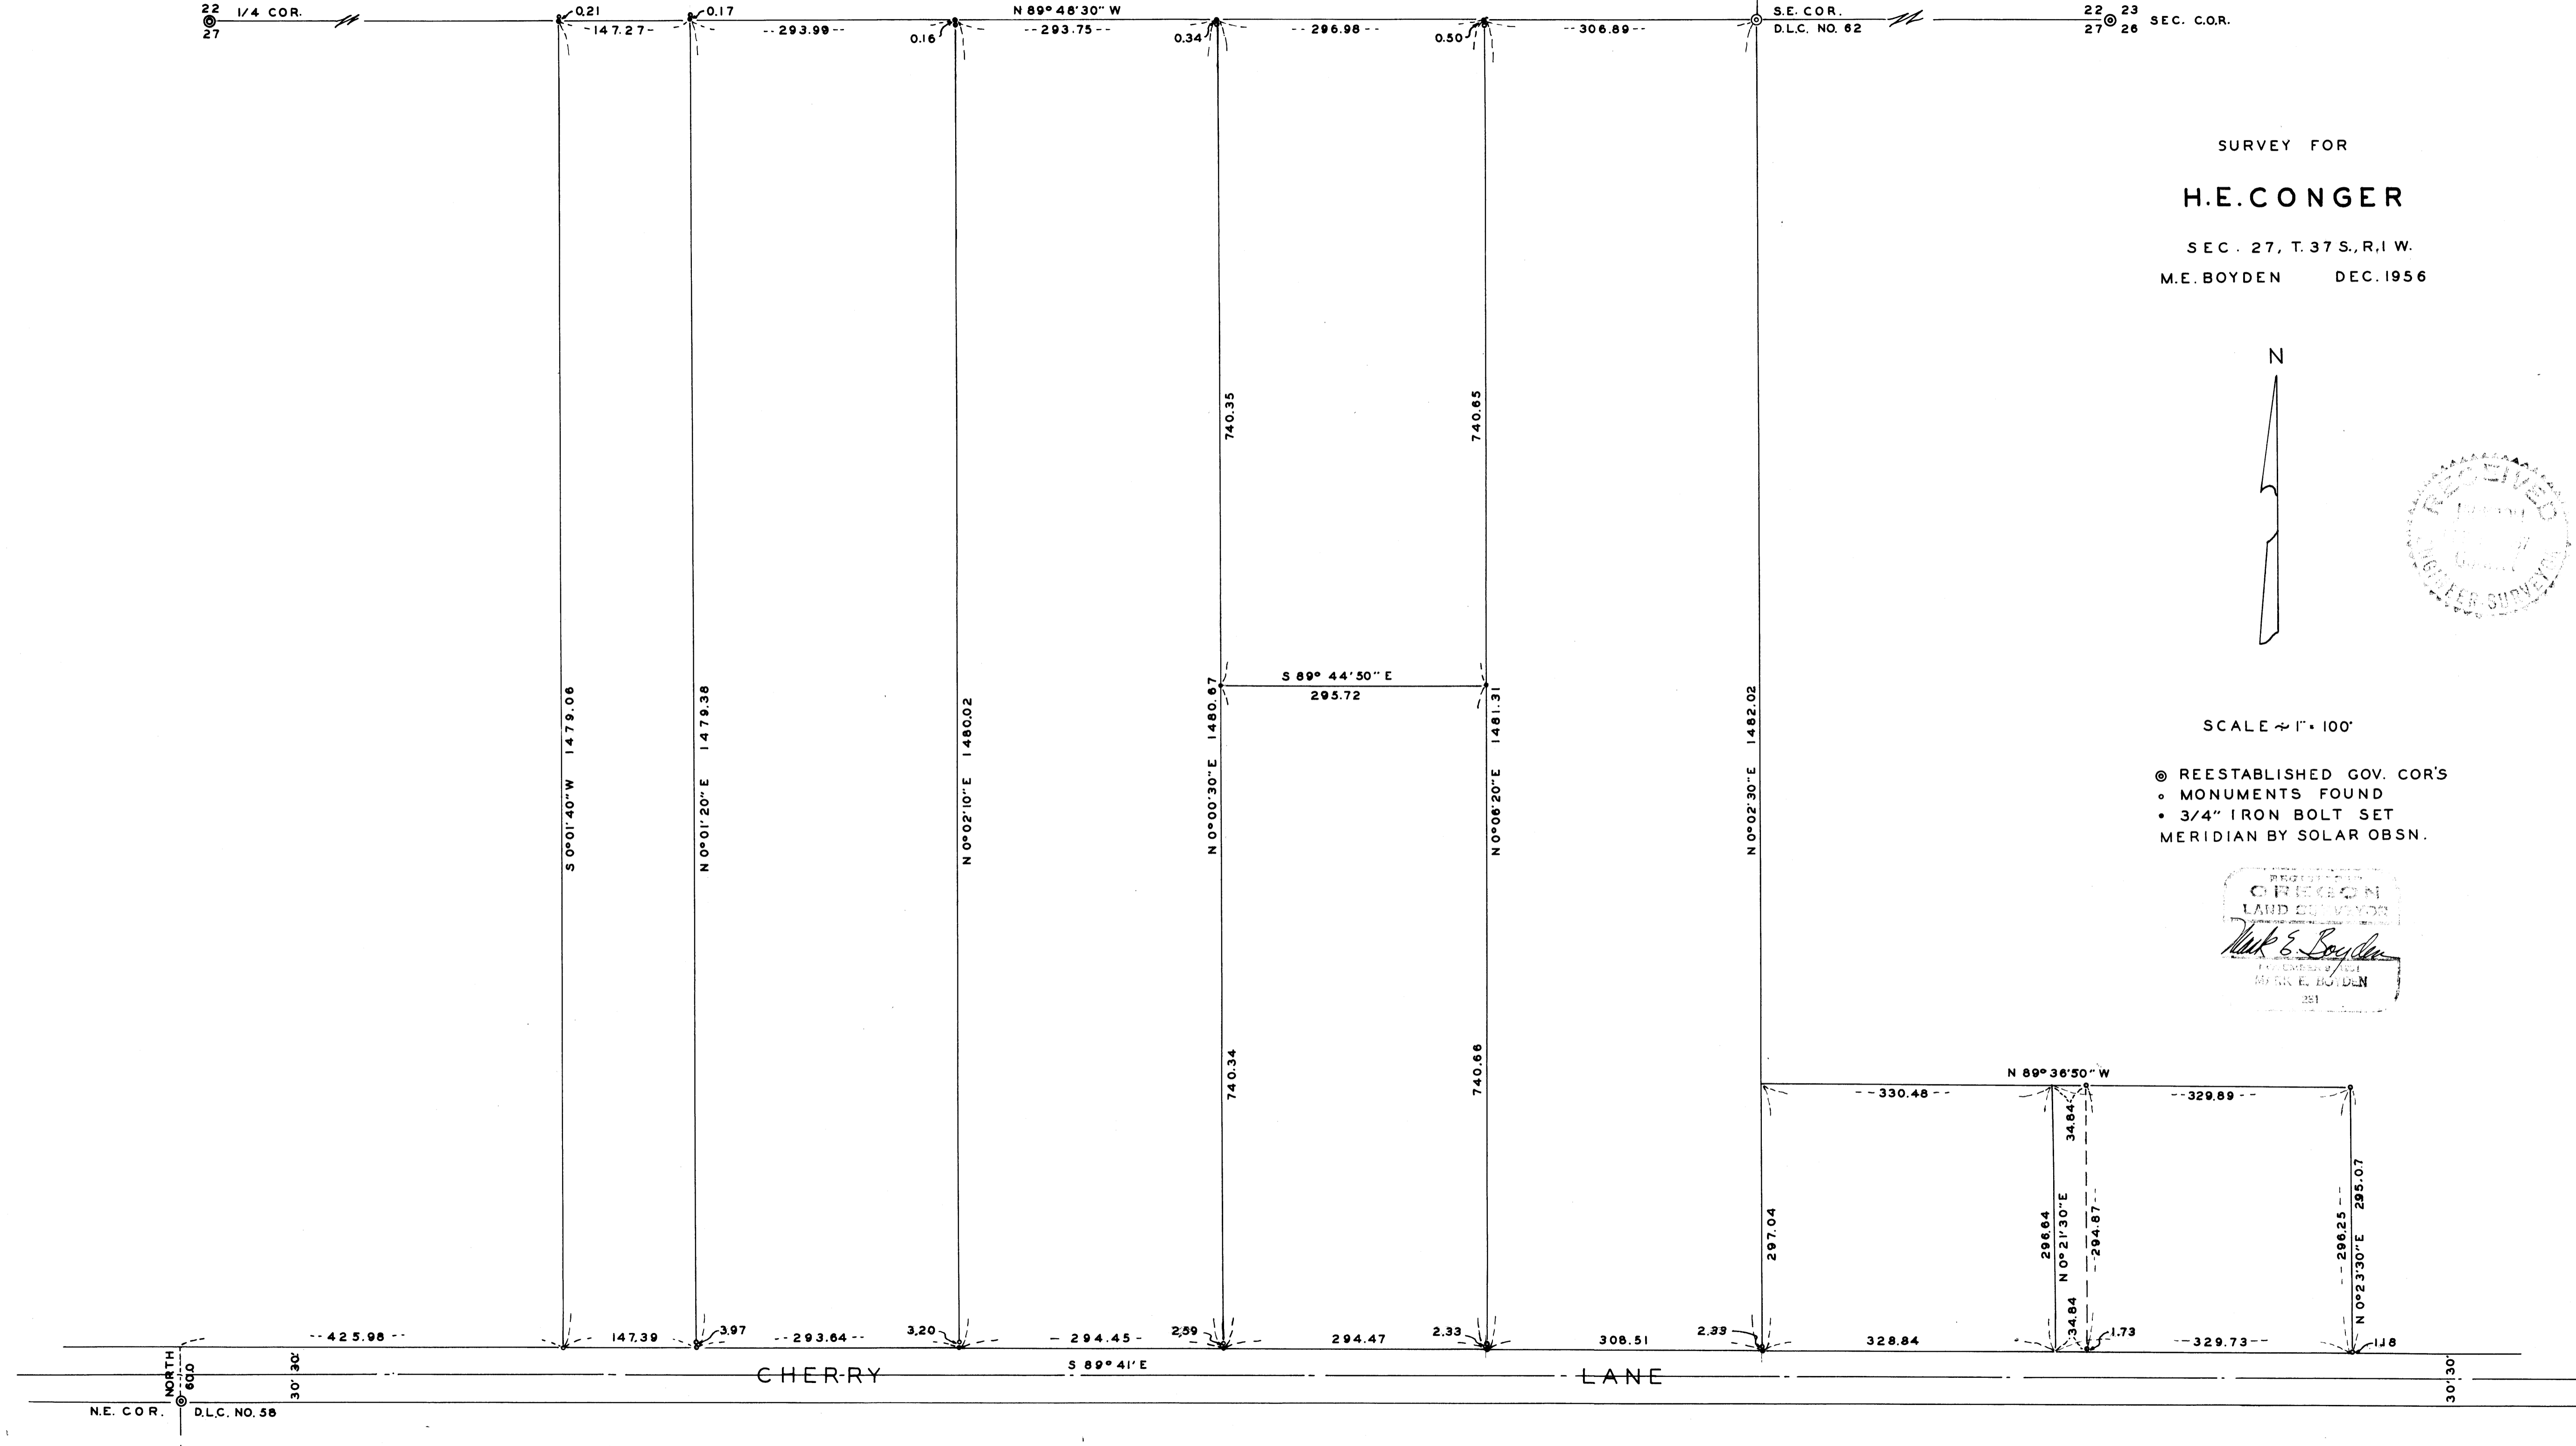 22 1/4 COR.
27
0.21
-147.27-
0.17
--293.99--
0.16
N 89° 48'30" W
--293.75--
0.34
--296.98--
0.50
--306.89--
S.E. COR.
D.L.C. NO. 62
22 23
27 26
SEC. C.O.R.
SURVEY FOR
H.E. CONGER
SEC. 27, T. 37 S., R, I W.
M.E. BOYDEN DEC. 1956
N
RECEIVED
ENGINEER-SURVEYOR
740.35
740.65
S 89° 44'50" E
295.72
S 0° 01' 40" W 1479.06
N 0° 01' 20" E 1479.38
N 0° 02' 10" E 1480.02
N 0° 00' 30" E 1480.67
N 0° 06' 20" E 1481.31
N 0° 02' 30" E 1482.02
SCALE ~ 1" = 100'
REESTABLISHED GOV. COR'S
MONUMENTS FOUND
3/4" IRON BOLT SET
MERIDIAN BY SOLAR OBSN.
REGISTERED
OREGON
LAND SURVEYOR
Mark E. Boyden
MARK E. BOYDEN
281
740.34
740.66
N 89° 36'50" W
--330.48--
34.84
--329.89--
297.04
296.64
N 0° 21' 30" E
--294.87--
34.84
--296.25--
N 0° 23' 30" E 295.07
--425.98--
147.39
3.97
--293.64--
3.20
- 294.45 -
2.59
294.47
2.33
308.51
2.39
328.84
1.73
--329.73--
1.18
NORTH
60.0
30' 30'
S 89° 41' E
CHERRY LANE
30' 30'
N.E. COR. D.L.C. NO. 58